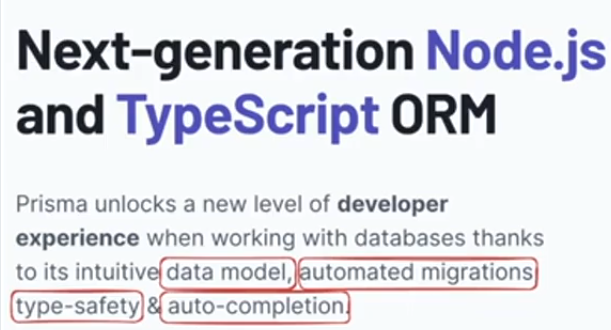 Next-generation Node.js
and TypeScript ORM
Prisma unlocks a new level of developer
experience when working with databases thanks
to its intuitive data model, automated migrations
type-safety & auto-completion.